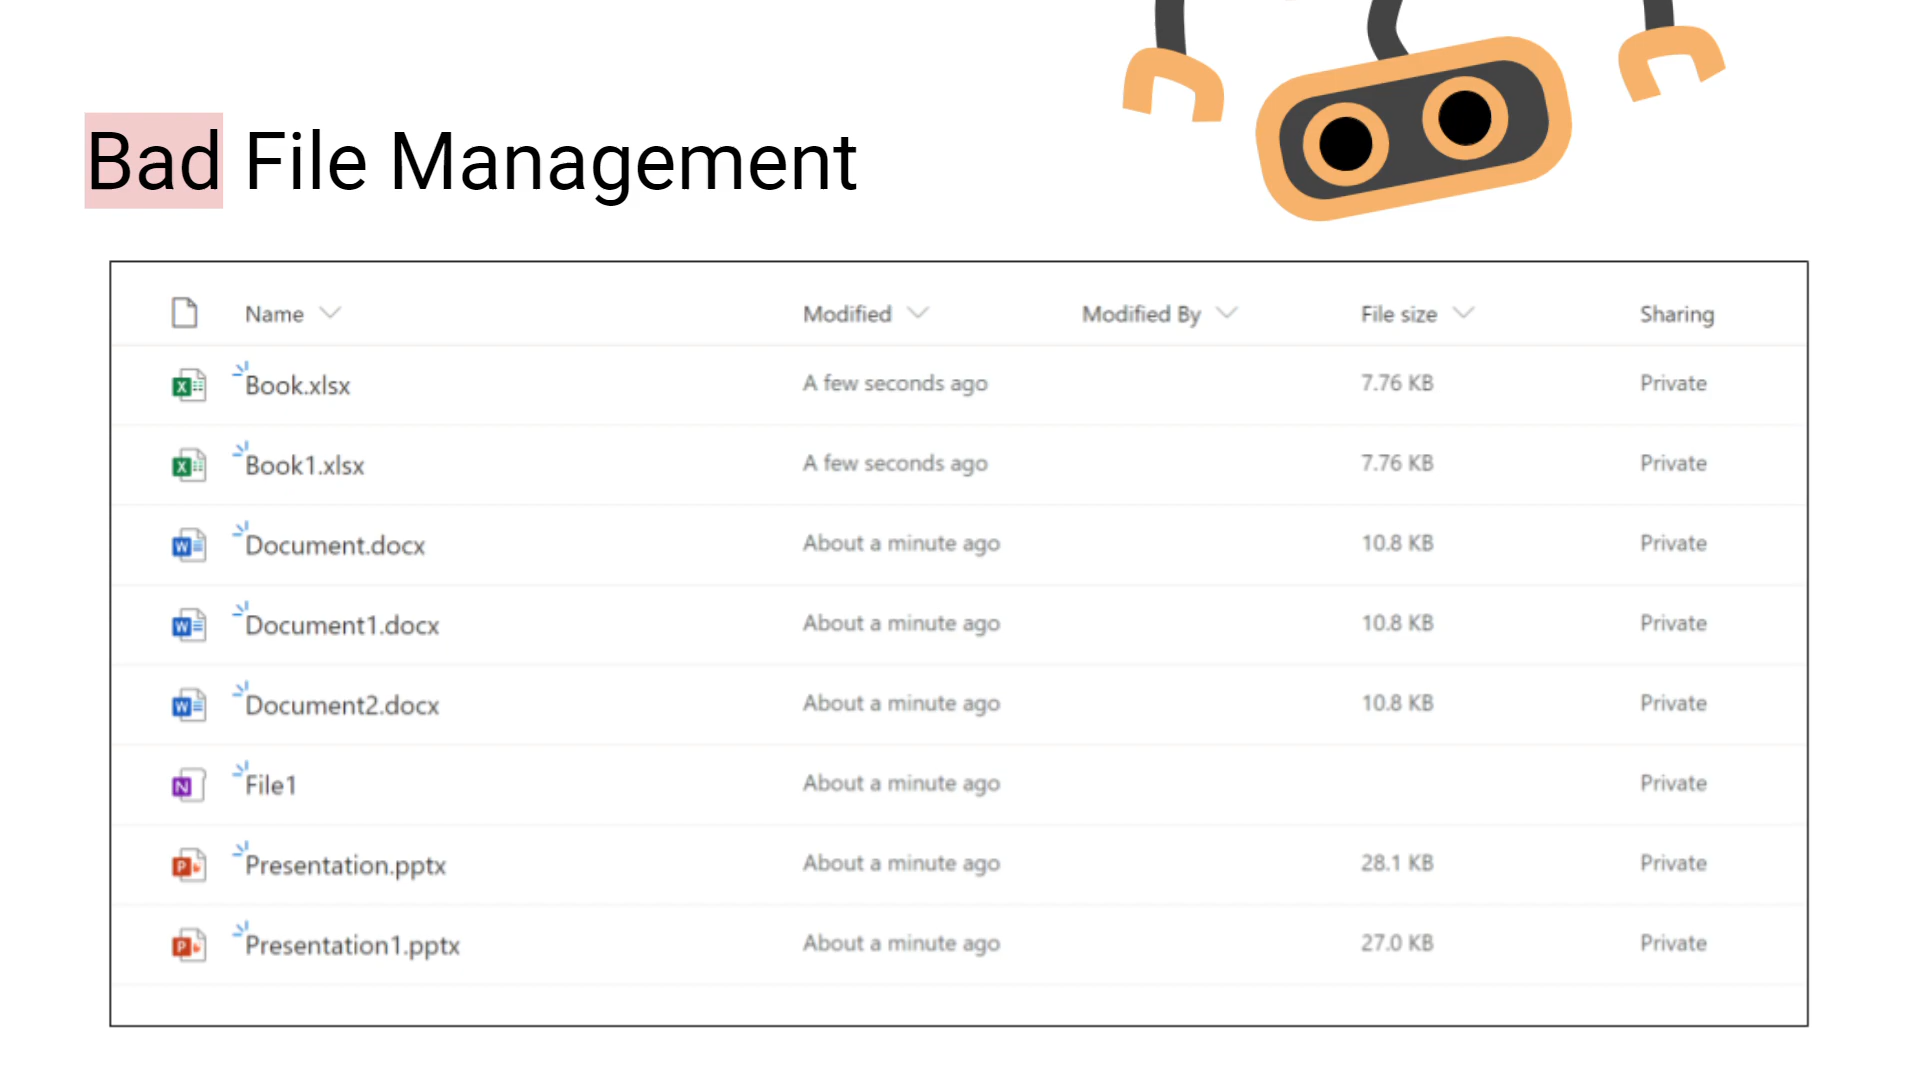 Bad File Management
Name Modified Modified By File size Sharing
Book.xlsx A few seconds ago 7.76 KB Private
Book1.xlsx A few seconds ago 7.76 KB Private
Document.docx About a minute ago 10.8 KB Private
Document1.docx About a minute ago 10.8 KB Private
Document2.docx About a minute ago 10.8 KB Private
File1 About a minute ago Private
Presentation.pptx About a minute ago 28.1 KB Private
Presentation1.pptx About a minute ago 27.0 KB Private